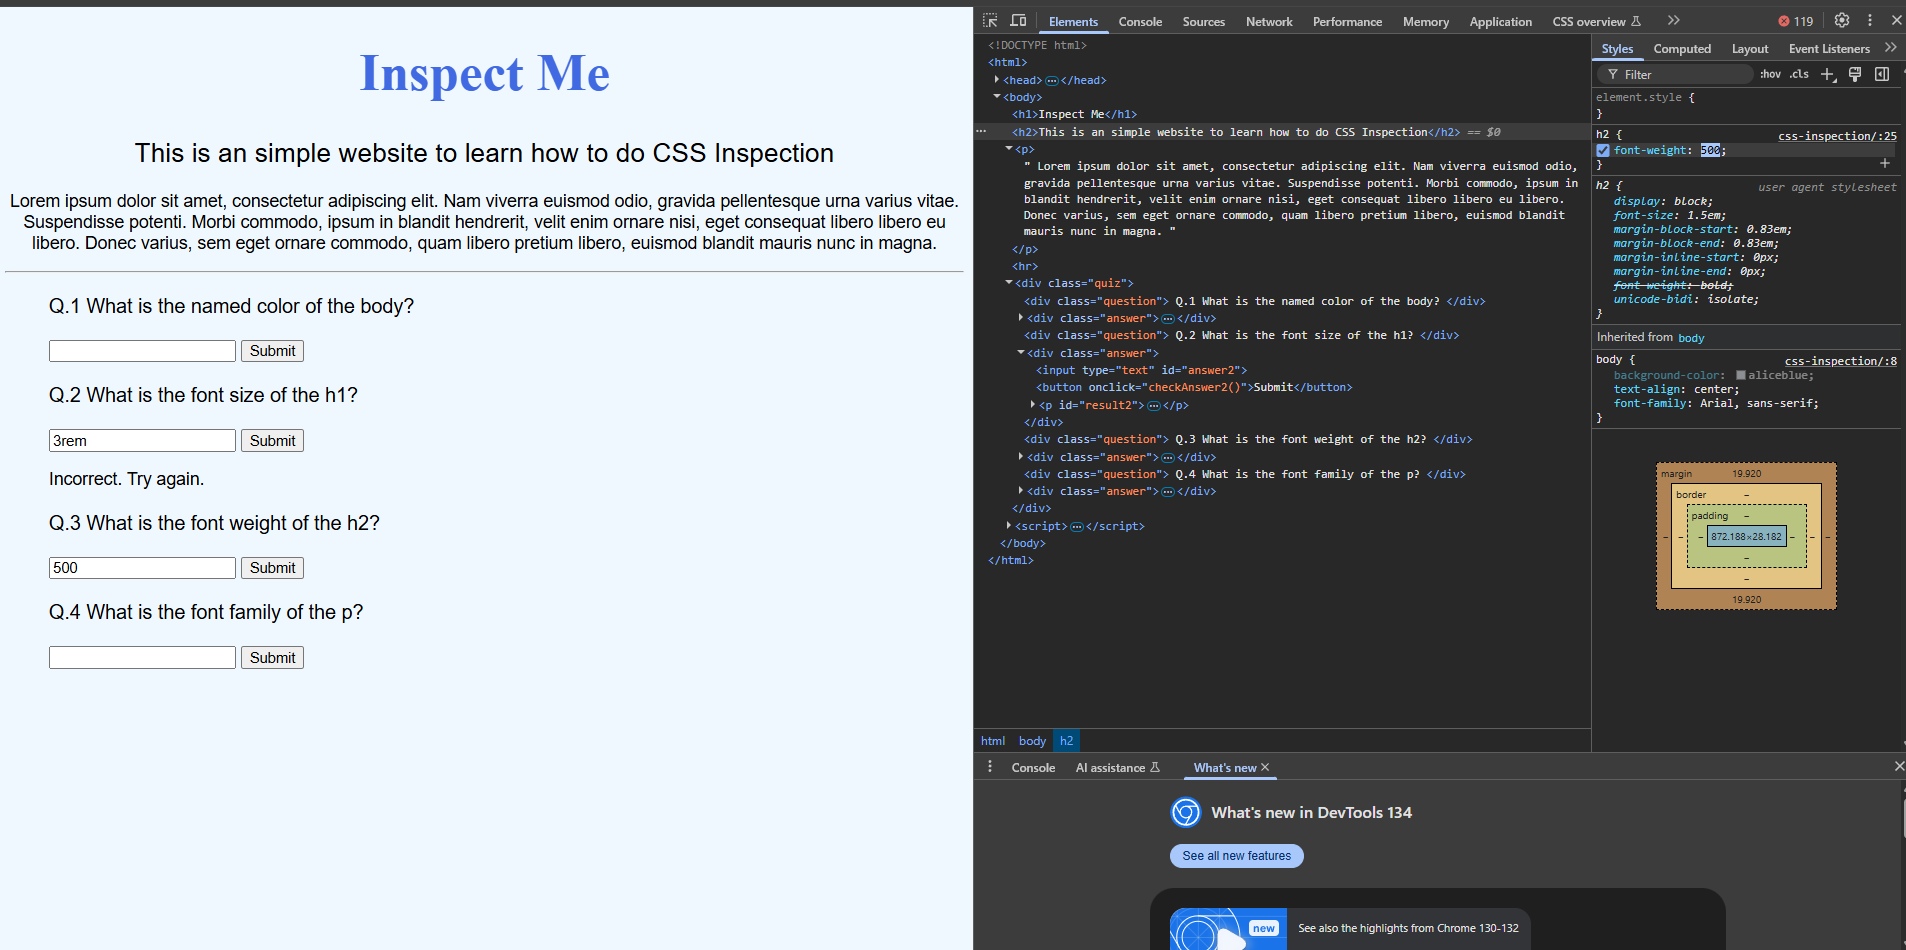 Inspect Me
This is an simple website to learn how to do CSS Inspection
Lorem ipsum dolor sit amet, consectetur adipiscing elit. Nam viverra euismod odio, gravida pellentesque urna varius vitae.
Suspendisse potenti. Morbi commodo, ipsum in blandit hendrerit, velit enim ornare nisi, eget consequat libero libero eu
libero. Donec varius, sem eget ornare commodo, quam libero pretium libero, euismod blandit mauris nunc in magna.
Q.1 What is the named color of the body?
Submit
Q.2 What is the font size of the h1?
3rem Submit
Incorrect. Try again.
Q.3 What is the font weight of the h2?
500 Submit
Q.4 What is the font family of the p?
Submit
Elements Console Sources Network Performance Memory Application CSS overview 119
<!DOCTYPE html>
<html>
<head> </head>
<body>
<h1>Inspect Me</h1>
<h2>This is an simple website to learn how to do CSS Inspection</h2> == $0
<p>
" Lorem ipsum dolor sit amet, consectetur adipiscing elit. Nam viverra euismod odio,
gravida pellentesque urna varius vitae. Suspendisse potenti. Morbi commodo, ipsum in
blandit hendrerit, velit enim ornare nisi, eget consequat libero libero eu libero.
Donec varius, sem eget ornare commodo, quam libero pretium libero, euismod blandit
mauris nunc in magna. "
</p>
<hr>
<div class="quiz">
<div class="question"> Q.1 What is the named color of the body? </div>
<div class="answer"> </div>
<div class="question"> Q.2 What is the font size of the h1? </div>
<div class="answer">
<input type="text" id="answer2">
<button onclick="checkAnswer2()">Submit</button>
<p id="result2"> </p>
</div>
<div class="question"> Q.3 What is the font weight of the h2? </div>
<div class="answer"> </div>
<div class="question"> Q.4 What is the font family of the p? </div>
<div class="answer"> </div>
</div>
<script> </script>
</body>
</html>
html body h2
Styles Computed Layout Event Listeners
Filter :hov .cls
element.style {
}
h2 { css-inspection/:25
font-weight: 500;
}
h2 { user agent stylesheet
display: block;
font-size: 1.5em;
margin-block-start: 0.83em;
margin-block-end: 0.83em;
margin-inline-start: 0px;
margin-inline-end: 0px;
font-weight: bold;
unicode-bidi: isolate;
}
Inherited from body
body { css-inspection/:8
background-color: aliceblue;
text-align: center;
font-family: Arial, sans-serif;
}
margin 19.920
border –
padding –
– – – 872.188×28.182 – – –
–
–
19.920
Console AI assistance What's new
What's new in DevTools 134
See all new features
new
See also the highlights from Chrome 130-132